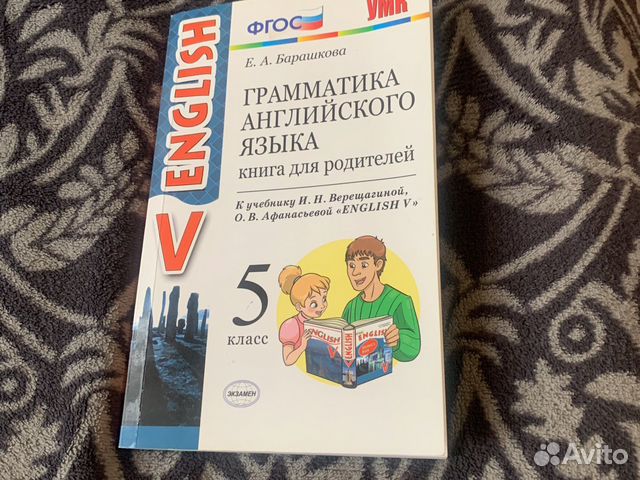 ФГОС
УМК
Е. А. Барашкова
ГРАММАТИКА
АНГЛИЙСКОГО
ЯЗЫКА
книга для родителей
К учебнику И. Н. Верещагиной,
О. В. Афанасьевой «ENGLISH V»
ENGLISH
V
5
класс
ENGLISH
V
ENGLISH
ENGLISH
V
ЭКЗАМЕН
Avito